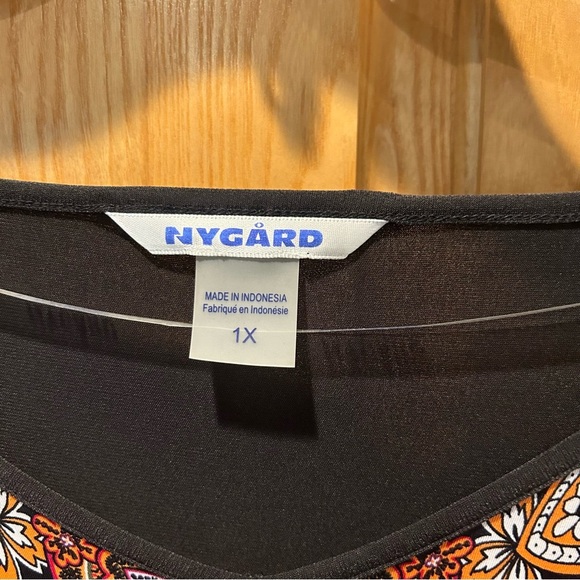 NYGÅRD
MADE IN INDONESIA
Fabriqué en Indonésie
1X